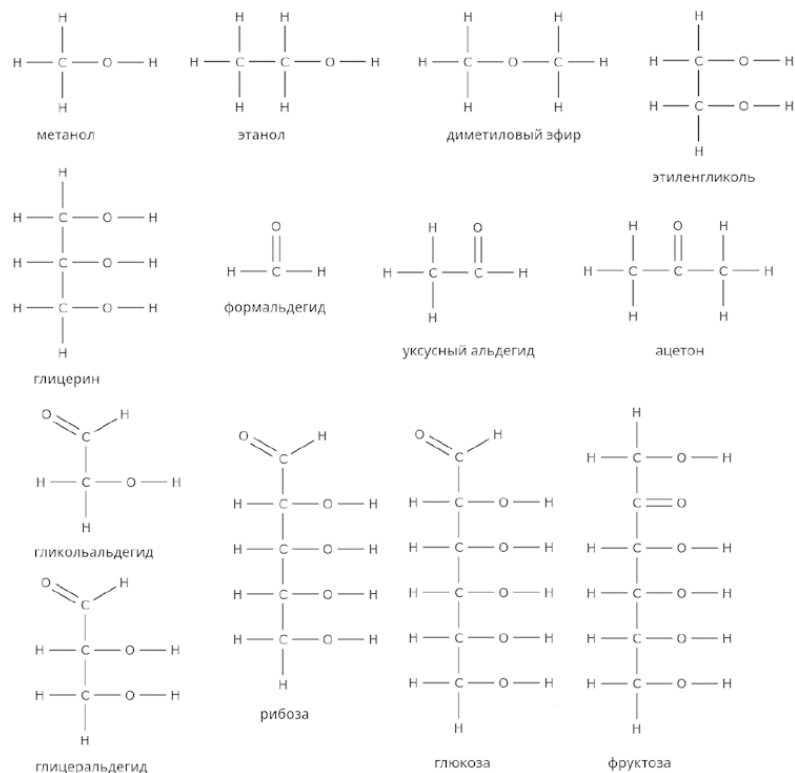 метанол
этанол
диметиловый эфир
этиленгликоль
глицерин
формальдегид
уксусный альдегид
ацетон
гликольальдегид
глицеральдегид
рибоза
глюкоза
фруктоза